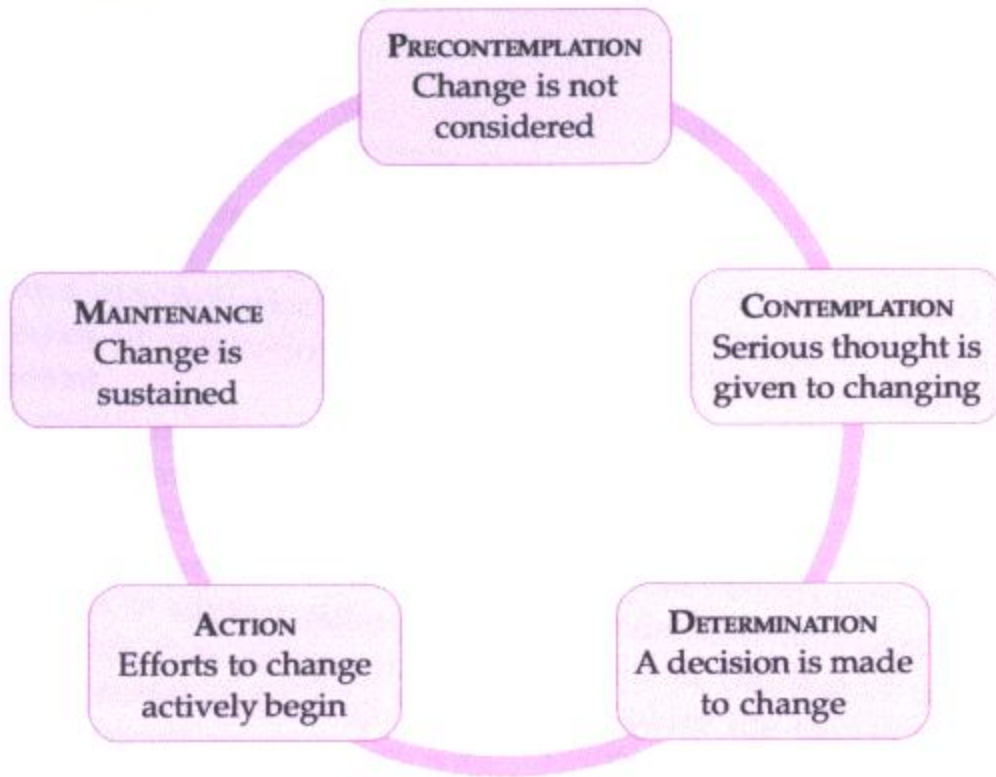 PRECONTEMPLATION
Change is not
considered
CONTEMPLATION
Serious thought is
given to changing
DETERMINATION
A decision is made
to change
ACTION
Efforts to change
actively begin
MAINTENANCE
Change is
sustained